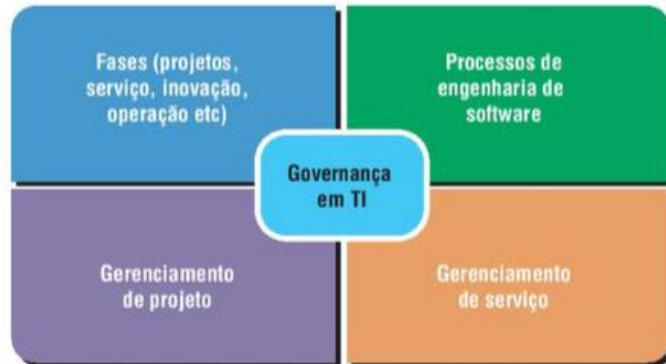 Fases (projetos,
serviço, inovação,
operação etc)
Processos de
engenharia de
software
Governança
em TI
Gerenciamento
de projeto
Gerenciamento
de serviço